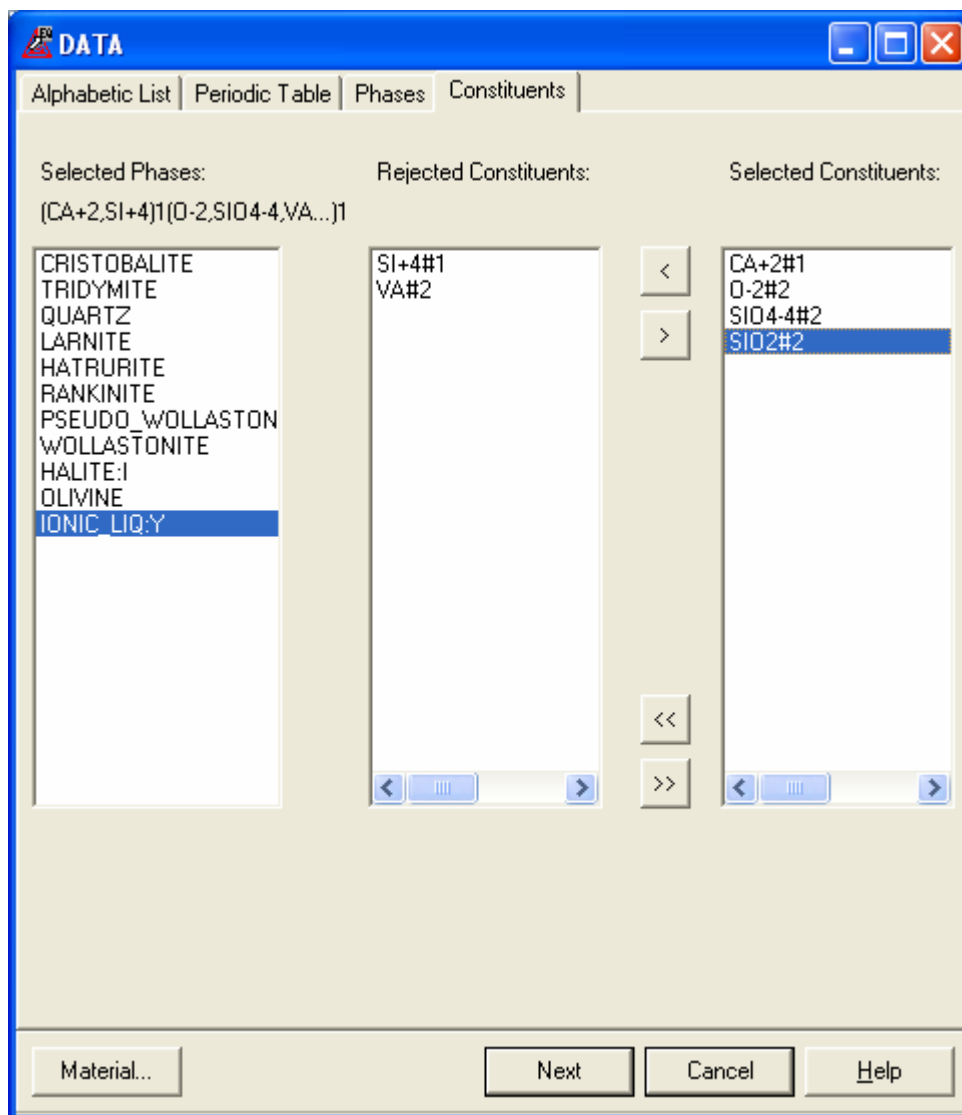 DATA
Alphabetic List Periodic Table Phases Constituents
Selected Phases: Rejected Constituents: Selected Constituents:
(CA+2,SI+4)1(O-2,SIO4-4,VA...)1
CRISTOBALITE
TRIDYMITE
QUARTZ
LARNITE
HATRURITE
RANKINITE
PSEUDO_WOLLASTON
WOLLASTONITE
HALITE:I
OLIVINE
IONIC_LIQ:Y
SI+4#1
VA#2
<
>
<<
>>
CA+2#1
O-2#2
SIO4-4#2
SIO2#2
Material... Next Cancel Help